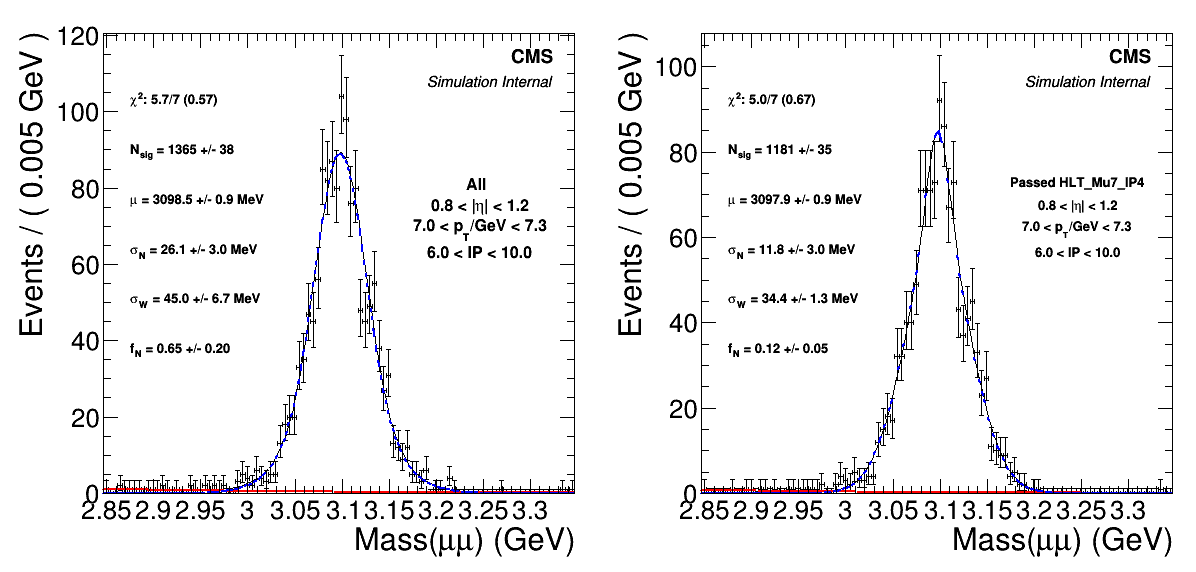 CMS
Simulation Internal
χ²: 5.7/7 (0.57)
N_sig = 1365 +/- 38
μ = 3098.5 +/- 0.9 MeV
σ_N = 26.1 +/- 3.0 MeV
σ_W = 45.0 +/- 6.7 MeV
f_N = 0.65 +/- 0.20
All
0.8 < |η| < 1.2
7.0 < p_T/GeV < 7.3
6.0 < IP < 10.0
Events / ( 0.005 GeV )
120
100
80
60
40
20
0
2.85 2.9 2.95 3 3.05 3.1 3.15 3.2 3.25 3.3
Mass(μμ) (GeV)
CMS
Simulation Internal
χ²: 5.0/7 (0.67)
N_sig = 1181 +/- 35
μ = 3097.9 +/- 0.9 MeV
σ_N = 11.8 +/- 3.0 MeV
σ_W = 34.4 +/- 1.3 MeV
f_N = 0.12 +/- 0.05
Passed HLT_Mu7_IP4
0.8 < |η| < 1.2
7.0 < p_T/GeV < 7.3
6.0 < IP < 10.0
Events / ( 0.005 GeV )
100
80
60
40
20
0
2.85 2.9 2.95 3 3.05 3.1 3.15 3.2 3.25 3.3
Mass(μμ) (GeV)